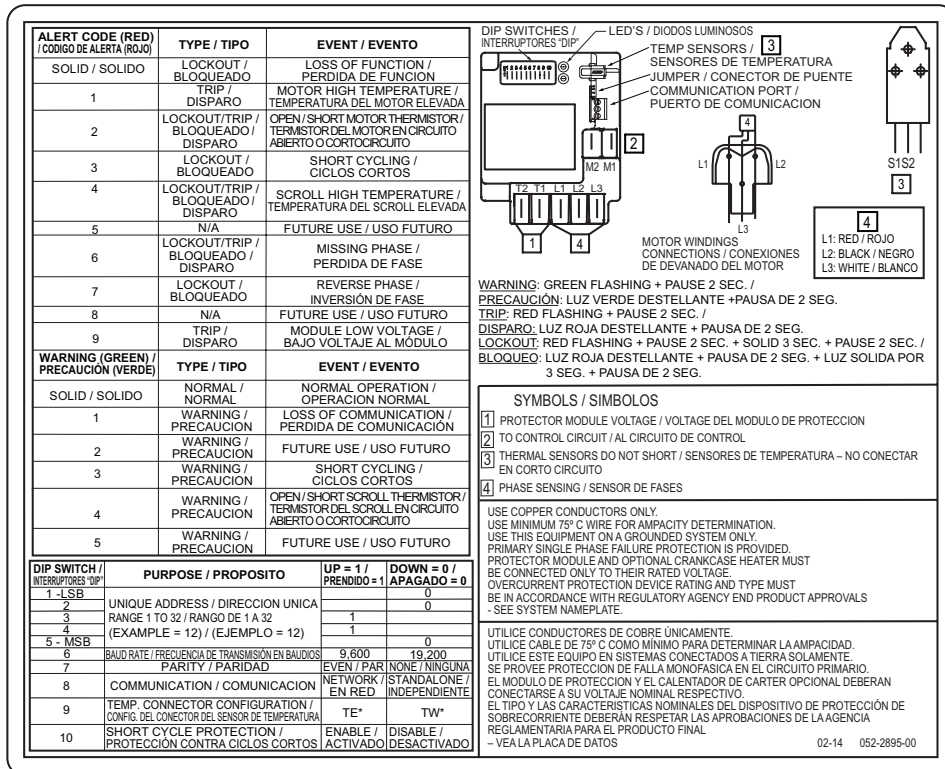 ALERT CODE (RED)
/ CODIGO DE ALERTA (ROJO)
TYPE / TIPO
EVENT / EVENTO
SOLID / SOLIDO
LOCKOUT /
BLOQUEADO
LOSS OF FUNCTION /
PERDIDA DE FUNCION
1
TRIP /
DISPARO
MOTOR HIGH TEMPERATURE /
TEMPERATURA DEL MOTOR ELEVADA
2
LOCKOUT/TRIP /
BLOQUEADO /
DISPARO
OPEN / SHORT MOTOR THERMISTOR /
TERMISTOR DEL MOTOR EN CIRCUITO
ABIERTO O CORTOCIRCUITO
3
LOCKOUT /
BLOQUEADO
SHORT CYCLING /
CICLOS CORTOS
4
LOCKOUT/TRIP /
BLOQUEADO /
DISPARO
SCROLL HIGH TEMPERATURE /
TEMPERATURA DEL SCROLL ELEVADA
5
N/A
FUTURE USE / USO FUTURO
6
LOCKOUT/TRIP /
BLOQUEADO /
DISPARO
MISSING PHASE /
PERDIDA DE FASE
7
LOCKOUT /
BLOQUEADO
REVERSE PHASE /
INVERSIÓN DE FASE
8
N/A
FUTURE USE / USO FUTURO
9
TRIP /
DISPARO
MODULE LOW VOLTAGE /
BAJO VOLTAJE AL MÓDULO
WARNING (GREEN) /
PRECAUCIÓN (VERDE)
TYPE / TIPO
EVENT / EVENTO
SOLID / SOLIDO
NORMAL /
NORMAL
NORMAL OPERATION /
OPERACION NORMAL
1
WARNING /
PRECAUCION
LOSS OF COMMUNICATION /
PERDIDA DE COMUNICACIÓN
2
WARNING /
PRECAUCION
FUTURE USE / USO FUTURO
3
WARNING /
PRECAUCION
SHORT CYCLING /
CICLOS CORTOS
4
WARNING /
PRECAUCION
OPEN / SHORT SCROLL THERMISTOR /
TERMISTOR DEL SCROLL EN CIRCUITO
ABIERTO O CORTOCIRCUITO
5
WARNING /
PRECAUCION
FUTURE USE / USO FUTURO
DIP SWITCH /
INTERRUPTORES "DIP"
PURPOSE / PROPOSITO
UP = 1 /
PRENDIDO = 1
DOWN = 0 /
APAGADO = 0
1 -LSB
0
2
0
3
1
4
1
5 - MSB
0
UNIQUE ADDRESS / DIRECCION UNICA
RANGE 1 TO 32 / RANGO DE 1 A 32
(EXAMPLE = 12) / (EJEMPLO = 12)
6
BAUD RATE / FRECUENCIA DE TRANSMISIÓN EN BAUDIOS
9,600
19,200
7
PARITY / PARIDAD
EVEN / PAR
NONE / NINGUNA
8
COMMUNICATION / COMUNICACION
NETWORK /
EN RED
STANDALONE /
INDEPENDIENTE
9
TEMP. CONNECTOR CONFIGURATION /
CONFIG. DEL CONECTOR DEL SENSOR DE TEMPERATURA
TE*
TW*
10
SHORT CYCLE PROTECTION /
PROTECCIÓN CONTRA CICLOS CORTOS
ENABLE /
ACTIVADO
DISABLE /
DESACTIVADO
DIP SWITCHES /
INTERRUPTORES "DIP"
LED'S / DIODOS LUMINOSOS
TEMP SENSORS /
SENSORES DE TEMPERATURA
3
JUMPER / CONECTOR DE PUENTE
COMMUNICATION PORT /
PUERTO DE COMUNICACION
1 2 3 4 5 6 7 8 9 10
2
M2 M1
T2 T1 L1 L2 L3
1
4
4
L1
L2
L3
MOTOR WINDINGS
CONNECTIONS / CONEXIONES
DE DEVANADO DEL MOTOR
S1S2
3
4
L1: RED / ROJO
L2: BLACK / NEGRO
L3: WHITE / BLANCO
WARNING: GREEN FLASHING + PAUSE 2 SEC. /
PRECAUCIÓN: LUZ VERDE DESTELLANTE +PAUSA DE 2 SEG.
TRIP: RED FLASHING + PAUSE 2 SEC. /
DISPARO: LUZ ROJA DESTELLANTE + PAUSA DE 2 SEG.
LOCKOUT: RED FLASHING + PAUSE 2 SEC. + SOLID 3 SEC. + PAUSE 2 SEC. /
BLOQUEO: LUZ ROJA DESTELLANTE + PAUSA DE 2 SEG. + LUZ SOLIDA POR
3 SEG. + PAUSA DE 2 SEG.
SYMBOLS / SIMBOLOS
1 PROTECTOR MODULE VOLTAGE / VOLTAGE DEL MODULO DE PROTECCION
2 TO CONTROL CIRCUIT / AL CIRCUITO DE CONTROL
3 THERMAL SENSORS DO NOT SHORT / SENSORES DE TEMPERATURA – NO CONECTAR
EN CORTO CIRCUITO
4 PHASE SENSING / SENSOR DE FASES
USE COPPER CONDUCTORS ONLY.
USE MINIMUM 75º C WIRE FOR AMPACITY DETERMINATION.
USE THIS EQUIPMENT ON A GROUNDED SYSTEM ONLY.
PRIMARY SINGLE PHASE FAILURE PROTECTION IS PROVIDED.
PROTECTOR MODULE AND OPTIONAL CRANKCASE HEATER MUST
BE CONNECTED ONLY TO THEIR RATED VOLTAGE.
OVERCURRENT PROTECTION DEVICE RATING AND TYPE MUST
BE IN ACCORDANCE WITH REGULATORY AGENCY END PRODUCT APPROVALS
- SEE SYSTEM NAMEPLATE.
UTILICE CONDUCTORES DE COBRE ÚNICAMENTE.
UTILICE CABLE DE 75º C COMO MÍNIMO PARA DETERMINAR LA AMPACIDAD.
UTILICE ESTE EQUIPO EN SISTEMAS CONECTADOS A TIERRA SOLAMENTE.
SE PROVEE PROTECCION DE FALLA MONOFASICA EN EL CIRCUITO PRIMARIO.
EL MODULO DE PROTECCION Y EL CALENTADOR DE CARTER OPCIONAL DEBERAN
CONECTARSE A SU VOLTAJE NOMINAL RESPECTIVO.
EL TIPO Y LAS CARACTERISTICAS NOMINALES DEL DISPOSITIVO DE PROTECCIÓN DE
SOBRECORRIENTE DEBERÁN RESPETAR LAS APROBACIONES DE LA AGENCIA
REGLAMENTARIA PARA EL PRODUCTO FINAL
– VEA LA PLACA DE DATOS
02-14 052-2895-00